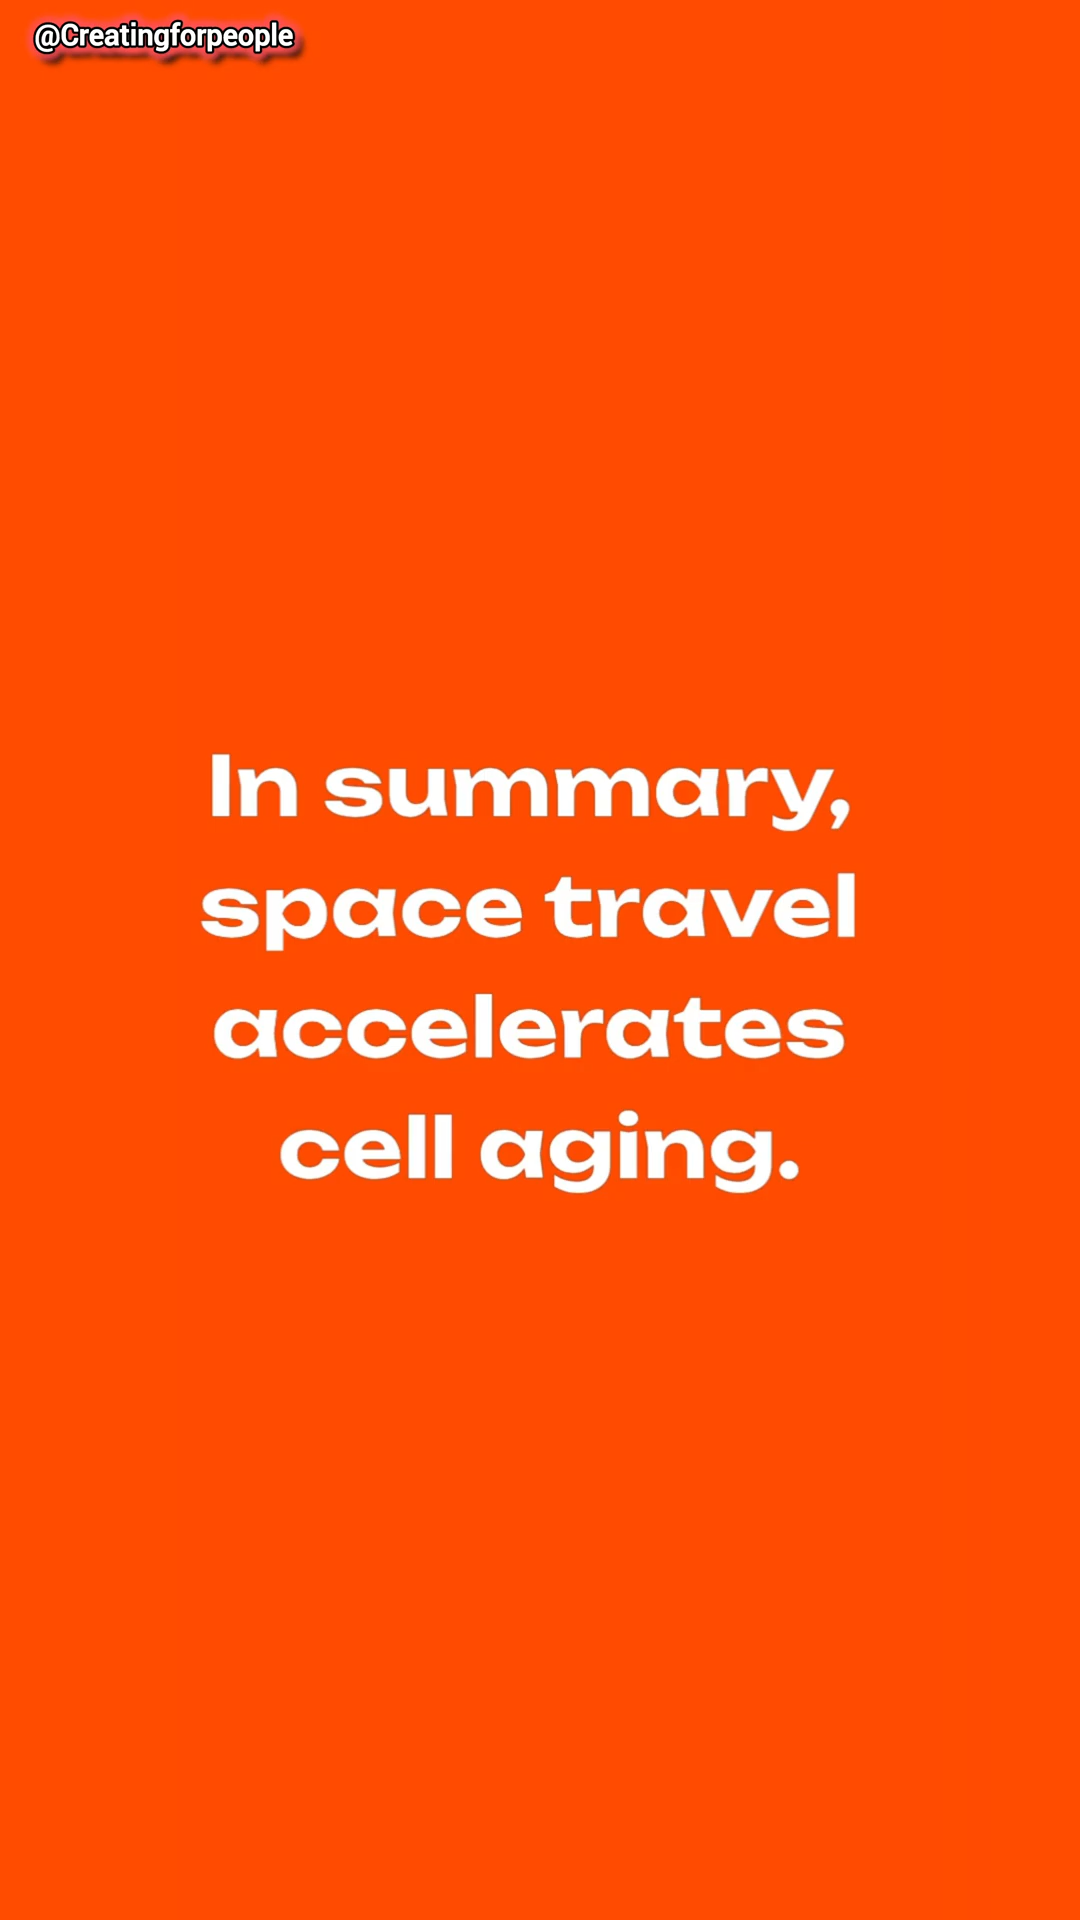 @Creatingforpeople
In summary,
space travel
accelerates
cell aging.